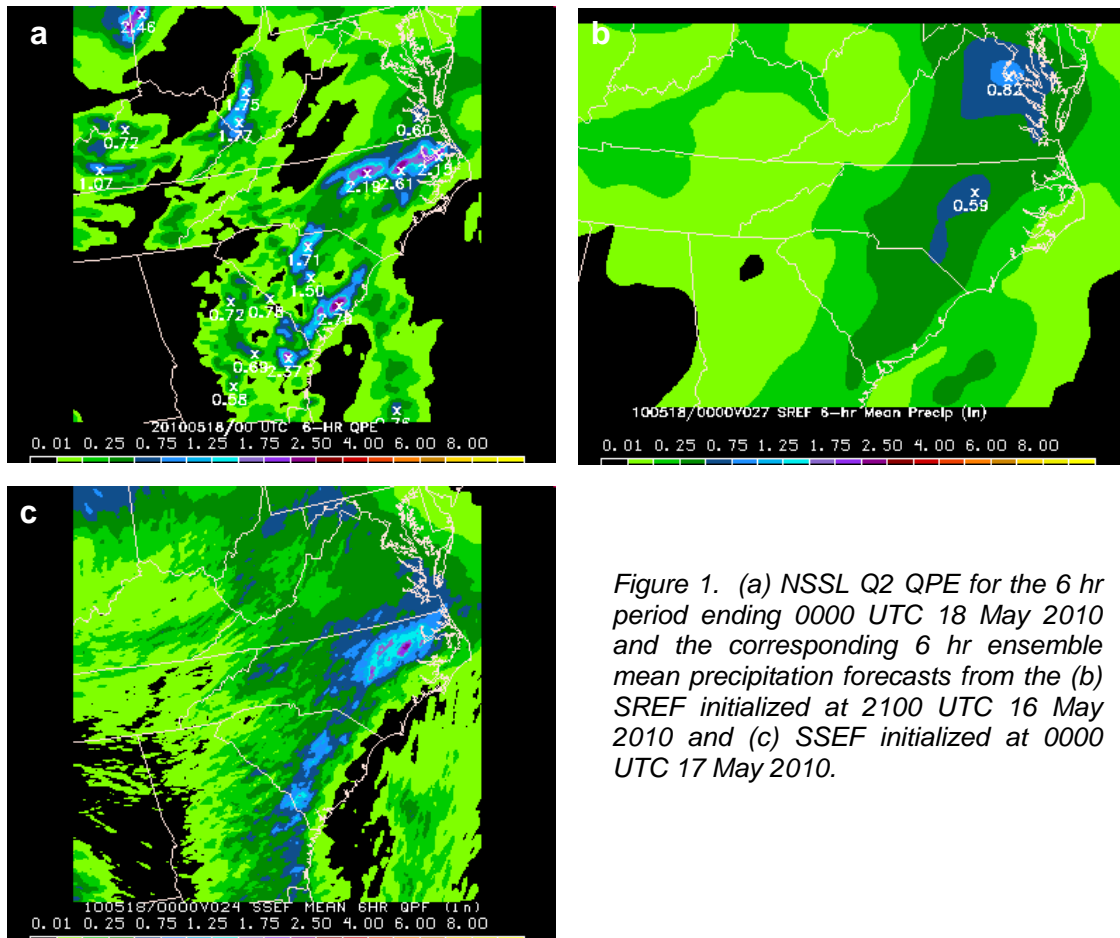 a
2.46
1.75
1.77
0.72
1.07
0.60
2.13
2.19
2.61
1.71
1.50
0.72
0.78
0.69
2.37
0.58
20100518/00 UTC 6-HR QPE
0.01 0.25 0.75 1.25 1.75 2.50 4.00 6.00 8.00
b
0.82
0.59
100518/0000V027 SREF 6-hr Mean Precip (in)
0.01 0.25 0.75 1.25 1.75 2.50 4.00 6.00 8.00
c
100518/0000V024 SSEF MEAN 6HR QPF (in)
0.01 0.25 0.75 1.25 1.75 2.50 4.00 6.00 8.00
Figure 1. (a) NSSL Q2 QPE for the 6 hr
period ending 0000 UTC 18 May 2010
and the corresponding 6 hr ensemble
mean precipitation forecasts from the (b)
SREF initialized at 2100 UTC 16 May
2010 and (c) SSEF initialized at 0000
UTC 17 May 2010.